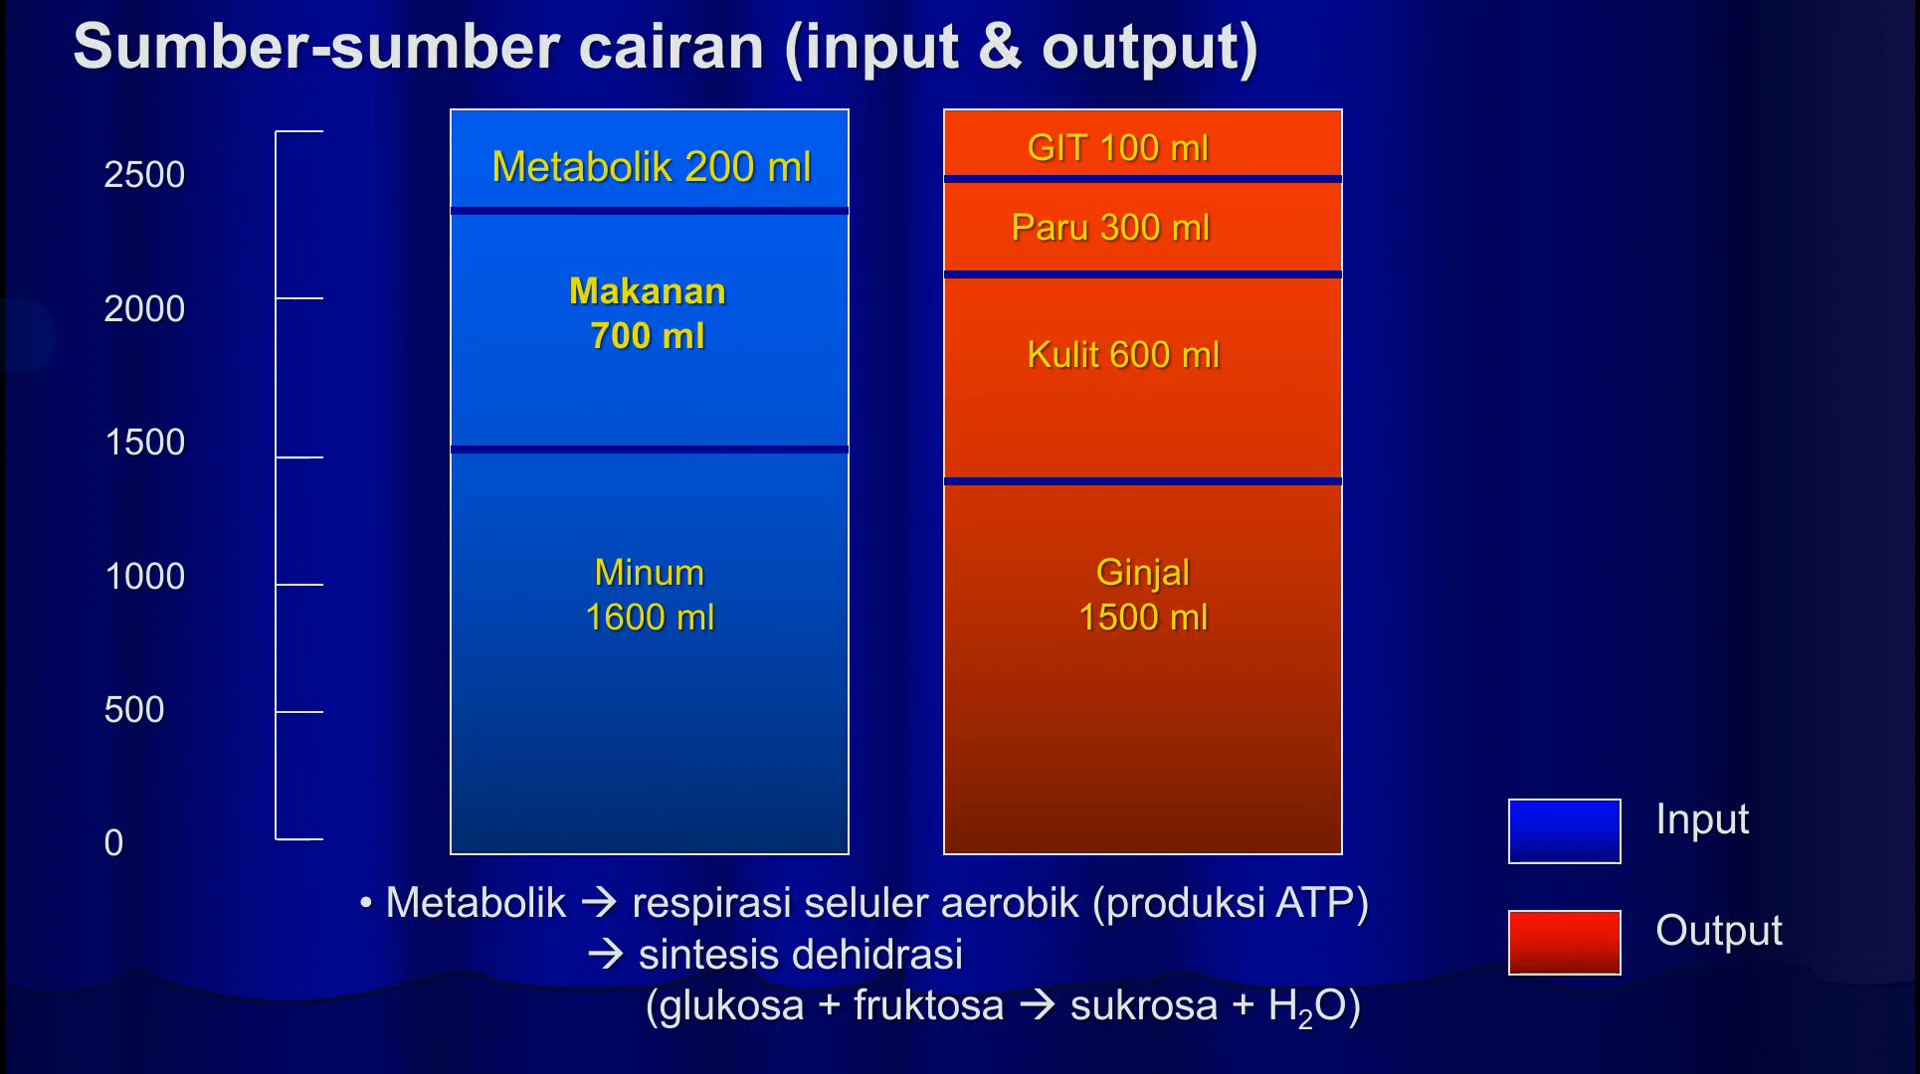 Sumber-sumber cairan (input & output)
2500
2000
1500
1000
500
0
Metabolik 200 ml
Makanan
700 ml
Minum
1600 ml
GIT 100 ml
Paru 300 ml
Kulit 600 ml
Ginjal
1500 ml
Input
Output
• Metabolik → respirasi seluler aerobik (produksi ATP)
→ sintesis dehidrasi
(glukosa + fruktosa → sukrosa + H₂O)